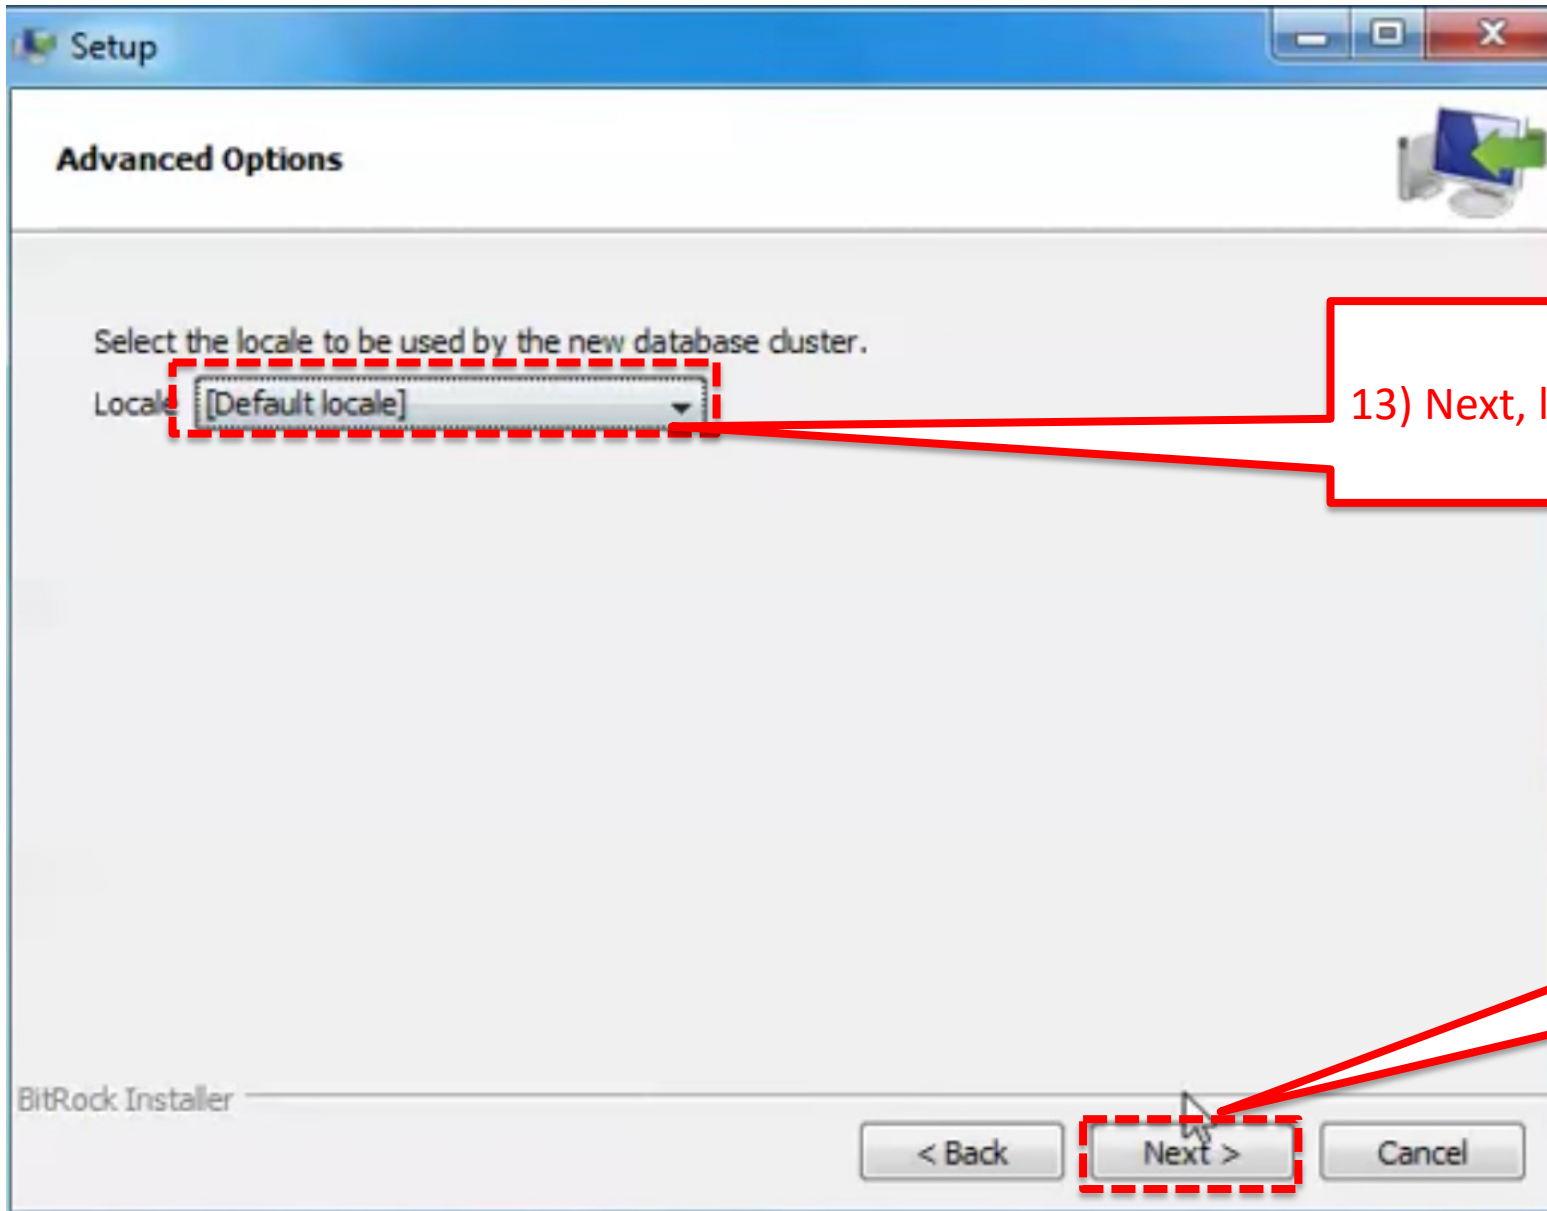 Setup
Advanced Options
Select the locale to be used by the new database cluster.
Locale [Default locale]
13) Next,
BitRock Installer
< Back Next > Cancel